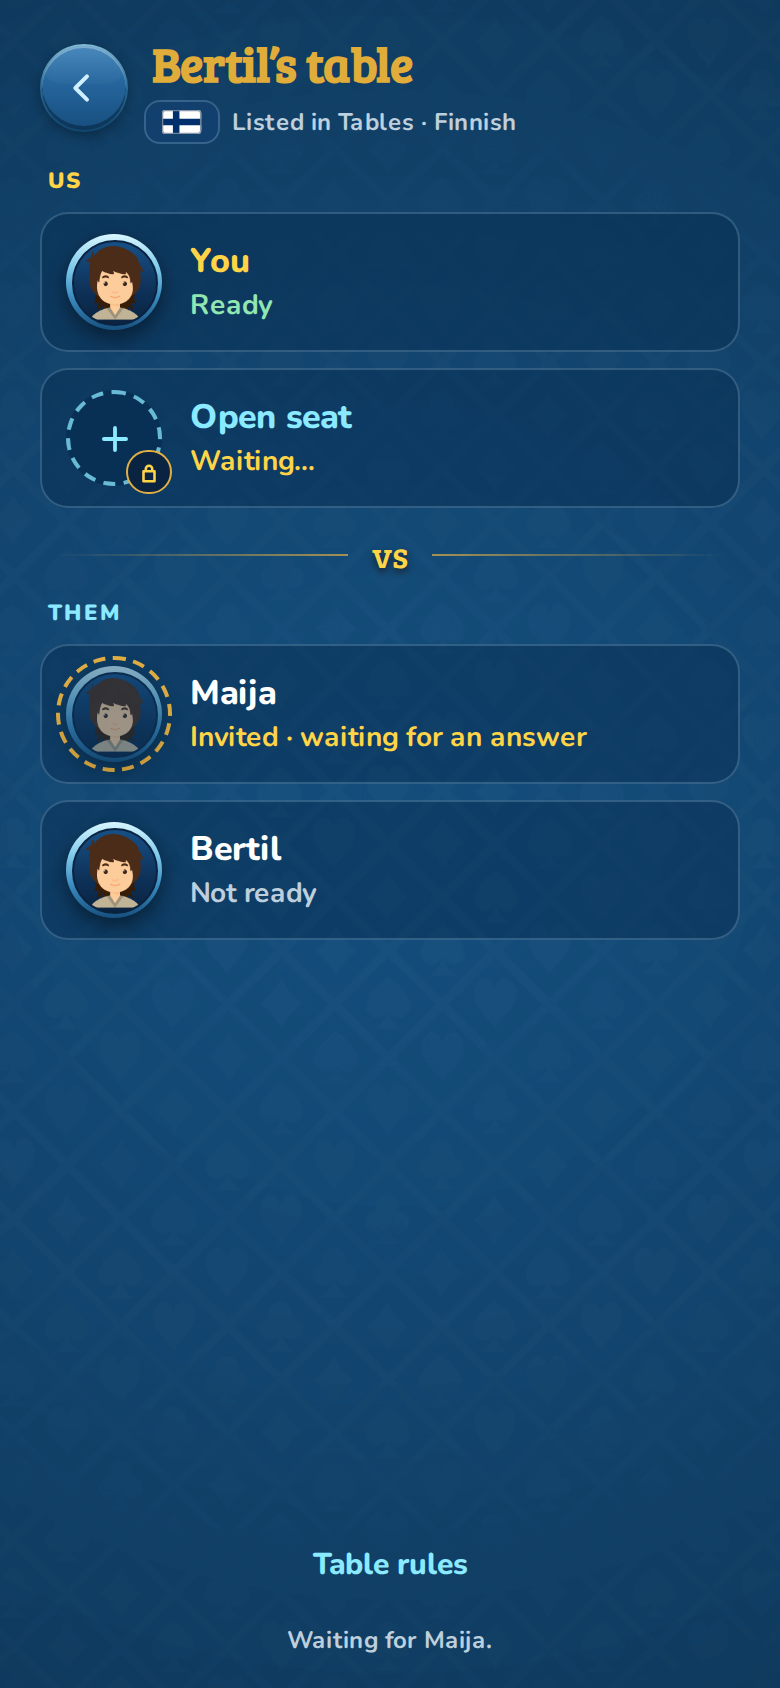 Bertil's table
Listed in Tables · Finnish
US
You
Ready
Open seat
Waiting...
VS
THEM
Maija
Invited · waiting for an answer
Bertil
Not ready
Table rules
Waiting for Maija.